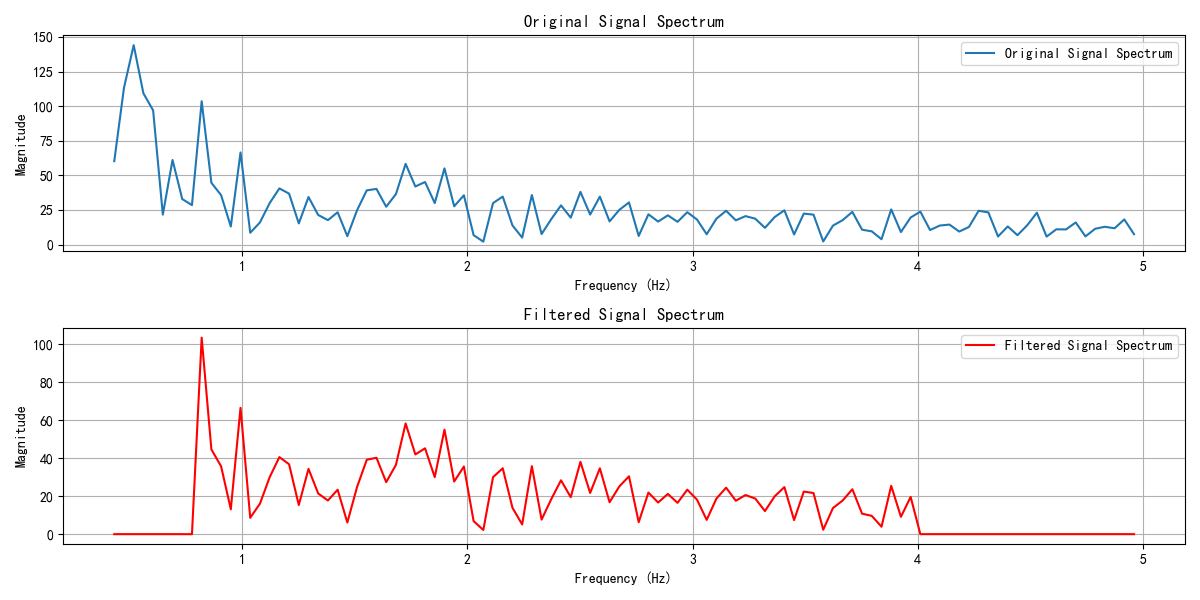 Original Signal Spectrum
150
125
100
75
50
25
0
Magnitude
Original Signal Spectrum
1 2 3 4 5
Frequency (Hz)
Filtered Signal Spectrum
100
80
60
40
20
0
Magnitude
Filtered Signal Spectrum
1 2 3 4 5
Frequency (Hz)